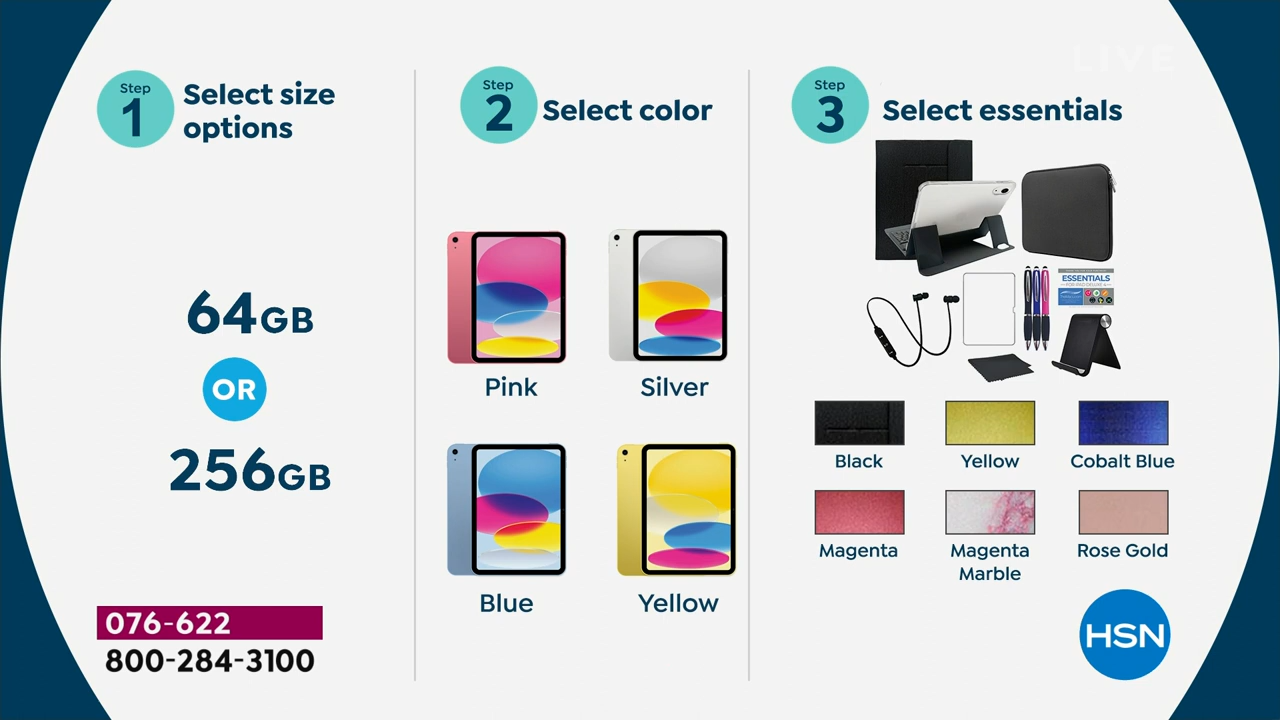 LIVE
Step
1
Select size
options
64GB
OR
256GB
076-622
800-284-3100
Step
2
Select color
Pink
Silver
Blue
Yellow
Step
3
Select essentials
ESSENTIALS
Black
Yellow
Cobalt Blue
Magenta
Magenta
Marble
Rose Gold
HSN